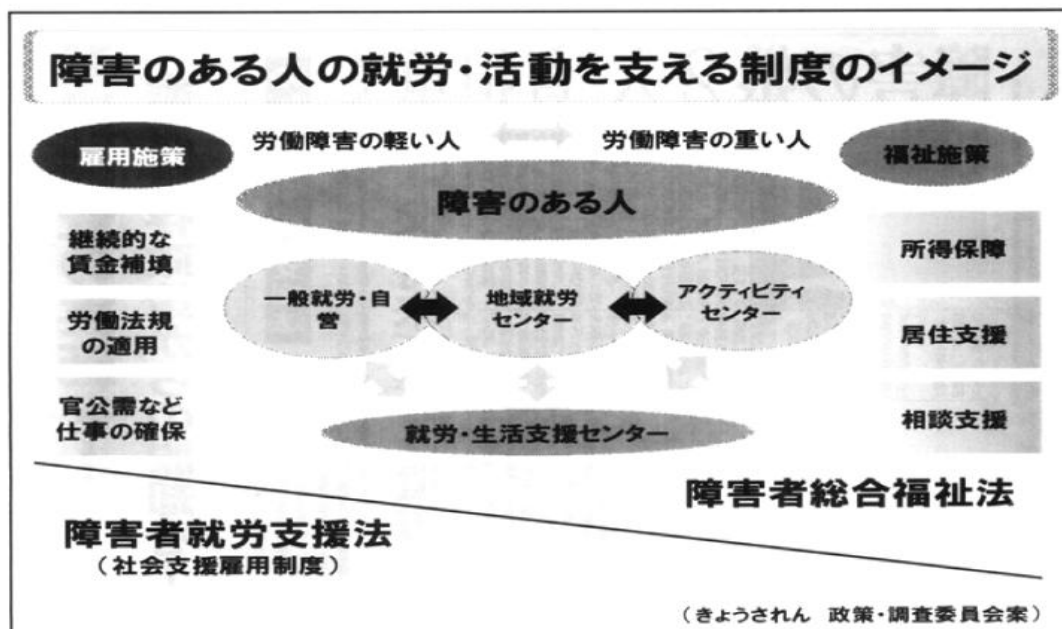 障害のある人の就労・活動を支える制度のイメージ
雇用施策
労働障害の軽い人
労働障害の重い人
福祉施策
障害のある人
継続的な
賃金補填
労働法規
の適用
官公需など
仕事の確保
一般就労・自
営
地域就労
センター
アクティビティ
センター
所得保障
居住支援
相談支援
就労・生活支援センター
障害者総合福祉法
障害者就労支援法
(社会支援雇用制度)
(きょうされん 政策・調査委員会案)